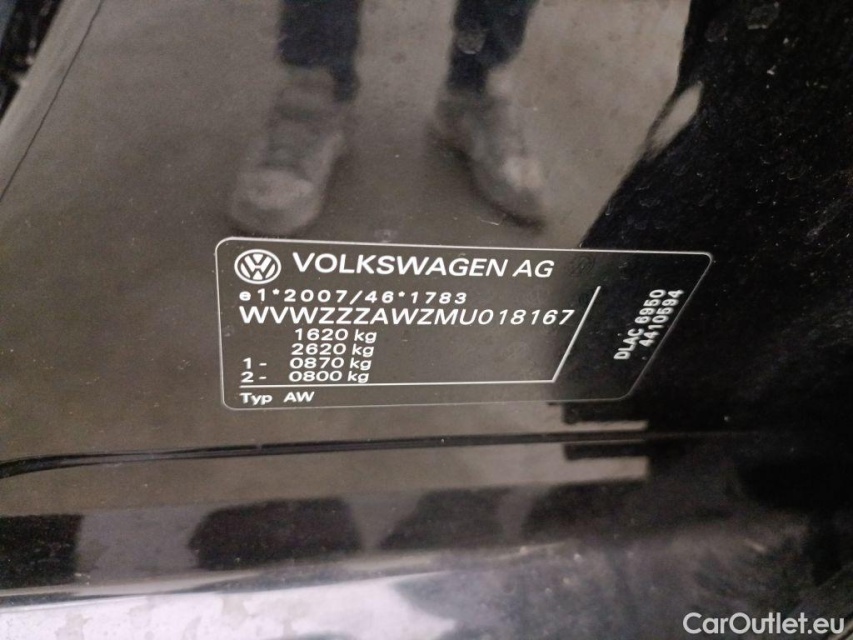 VOLKSWAGEN AG
e1*2007/46*1783
WVWZZZAWZMU018167
1620 kg
2620 kg
1- 0870 kg
2- 0800 kg
Typ AW
DLAC 6950
4410594
CarOutlet.eu